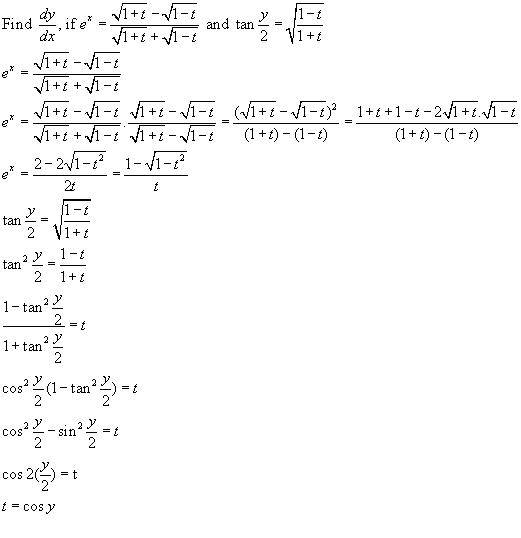 Find dy/dx, if e^x = (√(1+t) − √(1−t))/(√(1+t) + √(1−t)) and tan y/2 = √((1−t)/(1+t))
e^x = (√(1+t) − √(1−t))/(√(1+t) + √(1−t))
e^x = (√(1+t) − √(1−t))/(√(1+t) + √(1−t)) · (√(1+t) − √(1−t))/(√(1+t) − √(1−t)) = (√(1+t) − √(1−t))²/((1+t) − (1−t)) = (1+t+1−t−2√(1+t).√(1−t))/((1+t) − (1−t))
e^x = (2−2√(1−t²))/2t = (1−√(1−t²))/t
tan y/2 = √((1−t)/(1+t))
tan² y/2 = (1−t)/(1+t)
(1−tan² y/2)/(1+tan² y/2) = t
cos² y/2 (1−tan² y/2) = t
cos² y/2 − sin² y/2 = t
cos 2(y/2) = t
t = cos y